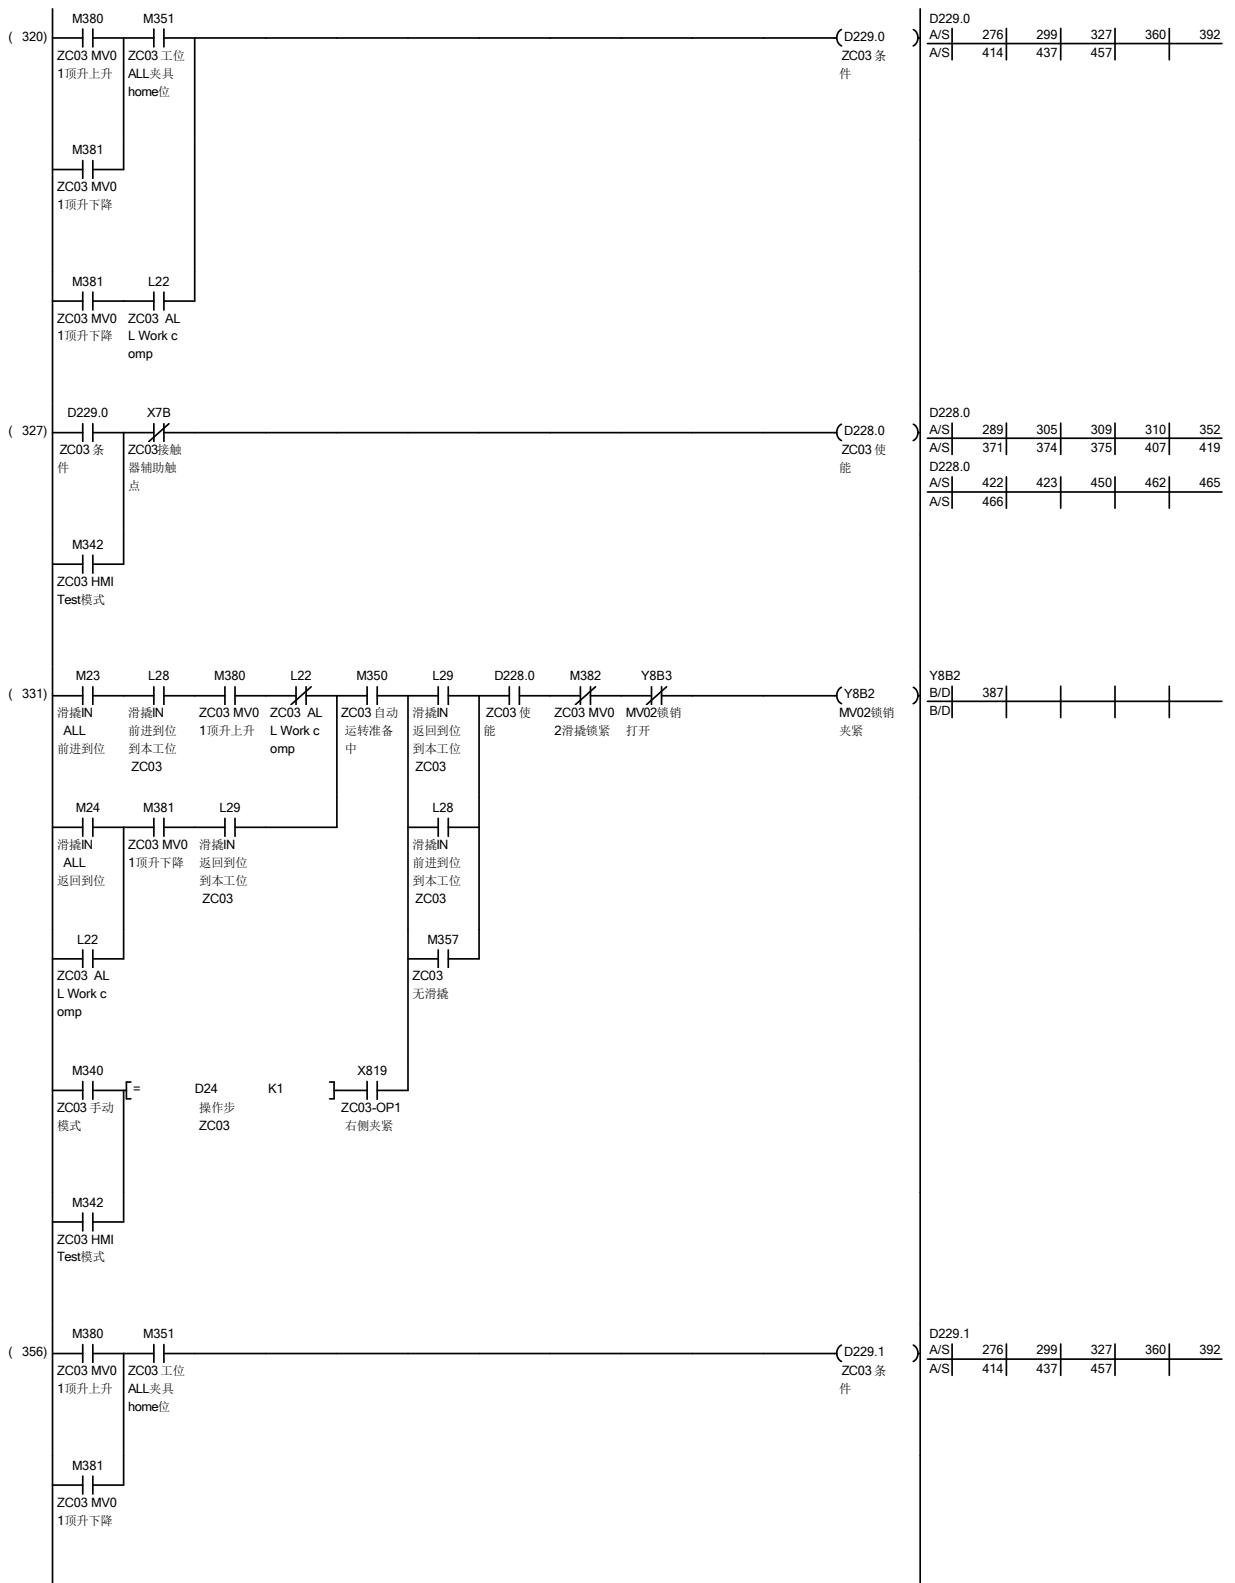 M380 M351 D229.0
( 320) ( D229.0 ) A/S 276 299 327 360 392
ZC03 MV0 ZC03 工位 ZC03 条 A/S 414 437 457
1顶升上升 ALL夹具 件
home位
M381
ZC03 MV0
1顶升下降
M381 L22
ZC03 MV0 ZC03 AL
1顶升下降 L Work c
omp
D229.0 X7B D228.0
( 327) ( D228.0 ) A/S 289 305 309 310 352
ZC03 条 ZC03接触 ZC03 使 A/S 371 374 375 407 419
件 器辅助触 能 D228.0
点 A/S 422 423 450 462 465
A/S 466
M342
ZC03 HMI
Test模式
M23 L28 M380 L22 M350 L29 D228.0 M382 Y8B3 Y8B2
( 331) ( Y8B2 ) B/D 387
滑撬IN 滑撬IN ZC03 MV0 ZC03 AL ZC03 自动 滑撬IN ZC03 使 ZC03 MV0 MV02锁销 MV02锁销 B/D
ALL 前进到位 1顶升上升 L Work c 运转准备 返回到位 能 2滑撬锁紧 打开 夹紧
前进到位 到本工位 omp 中 到本工位
ZC03 ZC03
M24 M381 L29 L28
滑撬IN ZC03 MV0 滑撬IN 滑撬IN
ALL 1顶升下降 返回到位 前进到位
返回到位 到本工位 到本工位
ZC03 ZC03
L22 M357
ZC03 AL ZC03
L Work c 无滑撬
omp
M340 X819
[= D24 K1 ]
ZC03 手动 操作步 ZC03-OP1
模式 ZC03 右侧夹紧
M342
ZC03 HMI
Test模式
M380 M351 D229.1
( 356) ( D229.1 ) A/S 276 299 327 360 392
ZC03 MV0 ZC03 工位 ZC03 条 A/S 414 437 457
1顶升上升 ALL夹具 件
home位
M381
ZC03 MV0
1顶升下降